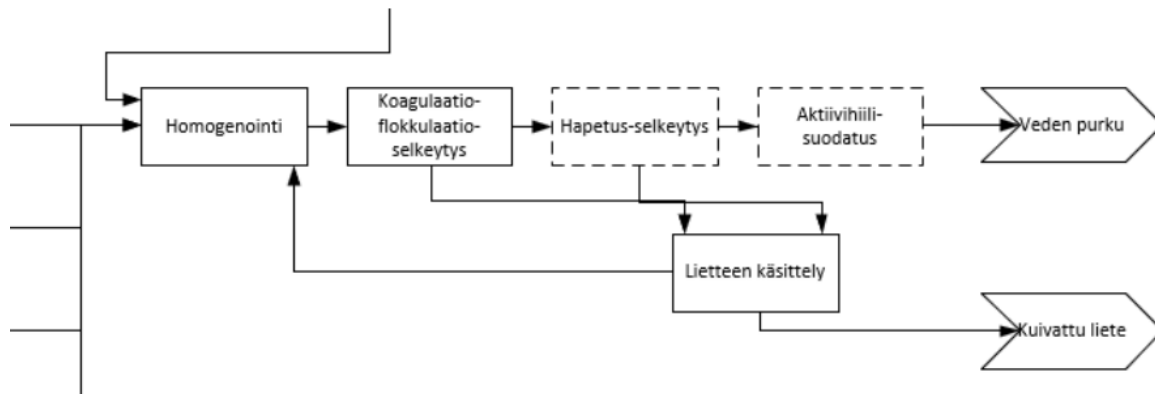 Homogenointi
Koagulaatio-
flokkulaatio-
selkeytys
Hapetus-selkeytys
Aktiivihiili-
suodatus
Veden purku
Lietteen käsittely
Kuivattu liete